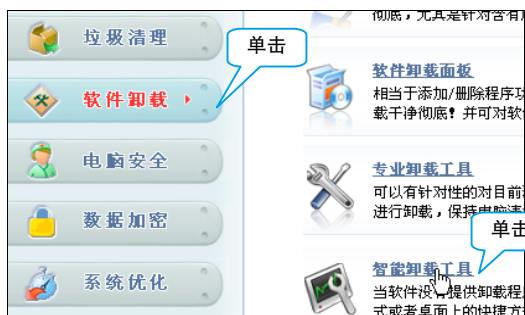 垃圾清理
单击
软件卸载
电脑安全
数据加密
系统优化
彻底，尤其是针对含有
软件卸载面板
相当于添加/删除程序功
载干净彻底！并可对软
专业卸载工具
可以有针对性的对目前
进行卸载，保持电脑清
单击
智能卸载工具
当软件没有提供卸载程
式或者桌面上的快捷方